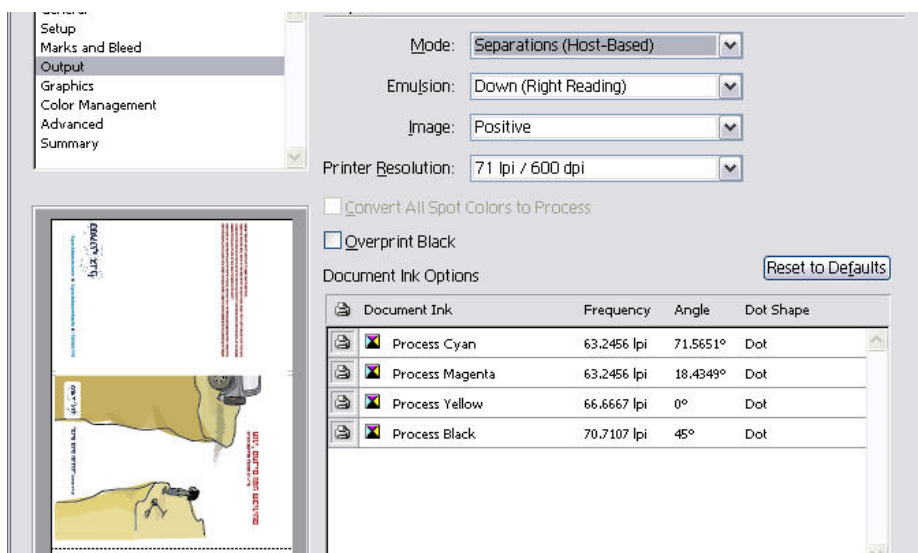 General
Setup
Marks and Bleed
Output
Graphics
Color Management
Advanced
Summary
Mode: Separations (Host-Based)
Emulsion: Down (Right Reading)
Image: Positive
Printer Resolution: 71 lpi / 600 dpi
Convert All Spot Colors to Process
Overprint Black
Document Ink Options
Reset to Defaults
Document Ink Frequency Angle Dot Shape
Process Cyan 63.2456 lpi 71.5651° Dot
Process Magenta 63.2456 lpi 18.4349° Dot
Process Yellow 66.6667 lpi 0° Dot
Process Black 70.7107 lpi 45° Dot